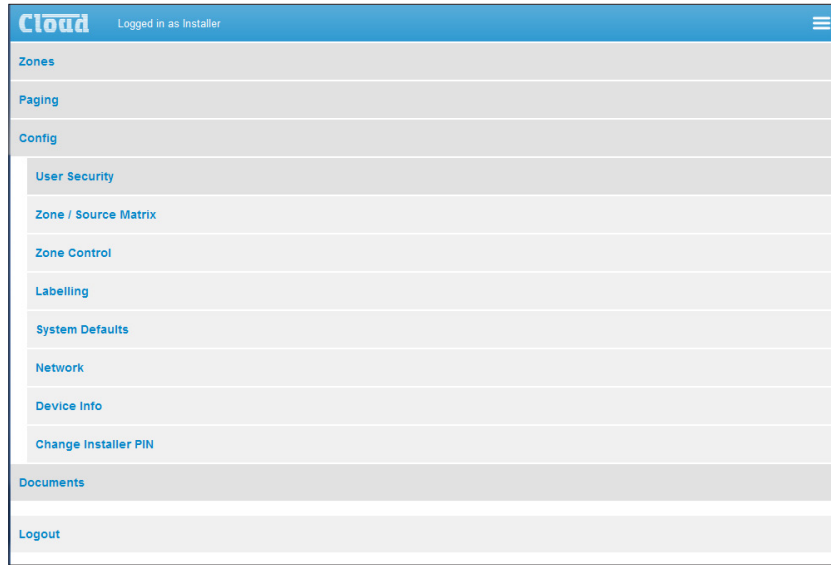 Cloud Logged in as Installer
Zones
Paging
Config
User Security
Zone / Source Matrix
Zone Control
Labelling
System Defaults
Network
Device Info
Change Installer PIN
Documents
Logout